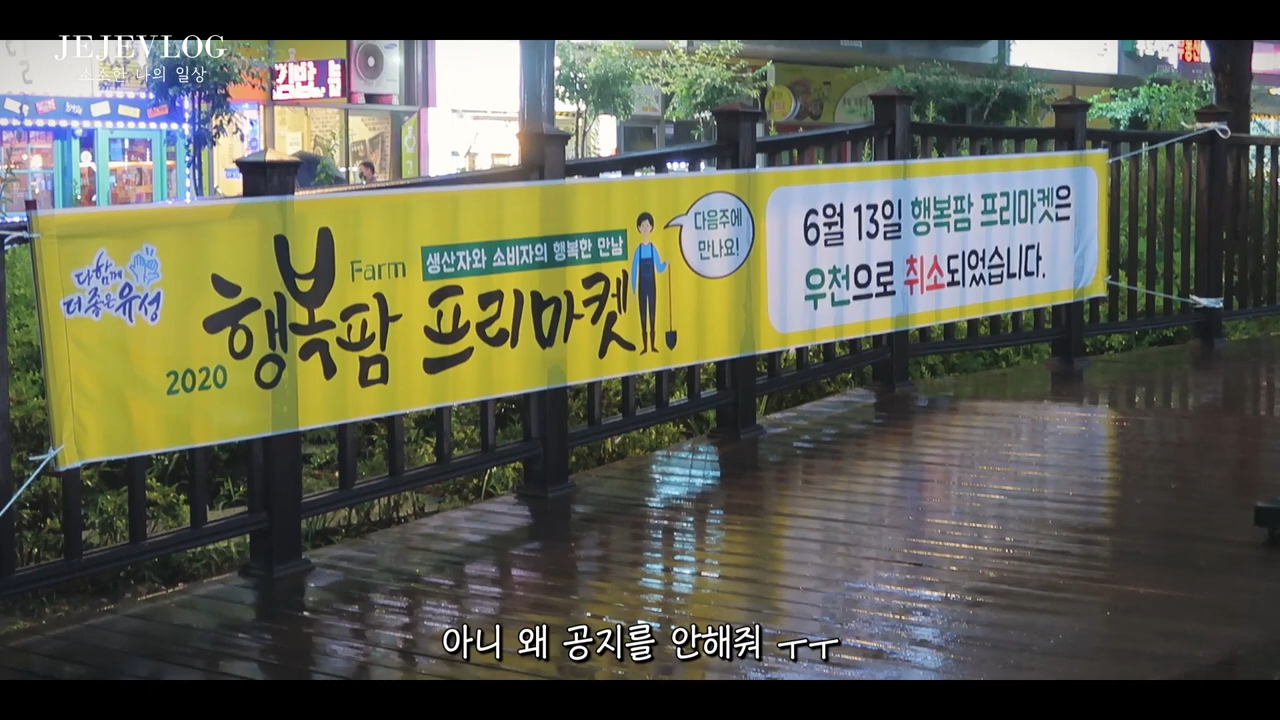 JEJEVLOG
소소한 나의 일상
김밥
다함께
더 좋은 유성
2020 행복팜 프리마켓
Farm
생산자와 소비자의 행복한 만남
다음주에
만나요!
6월 13일 행복팜 프리마켓은
우천으로 취소되었습니다.
아니 왜 공지를 안해줘 ㅜㅜ